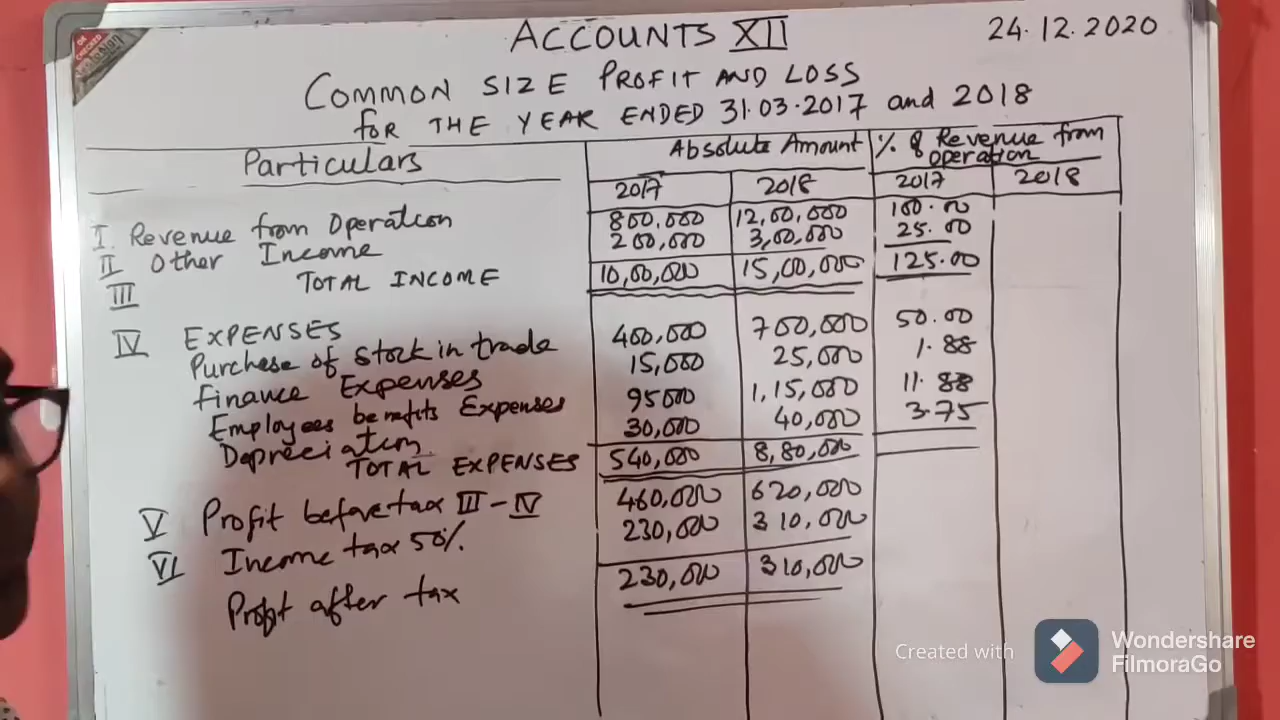 ACCOUNTS XII
24.12.2020
COMMON SIZE PROFIT AND LOSS
for THE YEAR ENDED 31.03.2017 and 2018
Particulars Absolute Amount % of Revenue from operation
2017 2018 2017 2018
I. Revenue from Operation 800,000 12,00,000 100.00
II Other Income 200,000 3,00,000 25.00
III TOTAL INCOME 10,00,000 15,00,000 125.00
IV EXPENSES
Purchase of Stock in trade 400,000 700,000 50.00
Finance Expenses 15,000 25,000 1.88
Employees benefits Expenses 95000 1,15,000 11.88
Depreciation 30,000 40,000 3.75
TOTAL EXPENSES 540,000 8,80,000
V Profit before tax III - IV 460,000 620,000
VI Income tax 50% 230,000 310,000
Profit after tax 230,000 310,000
Created with Wondershare FilmoraGo